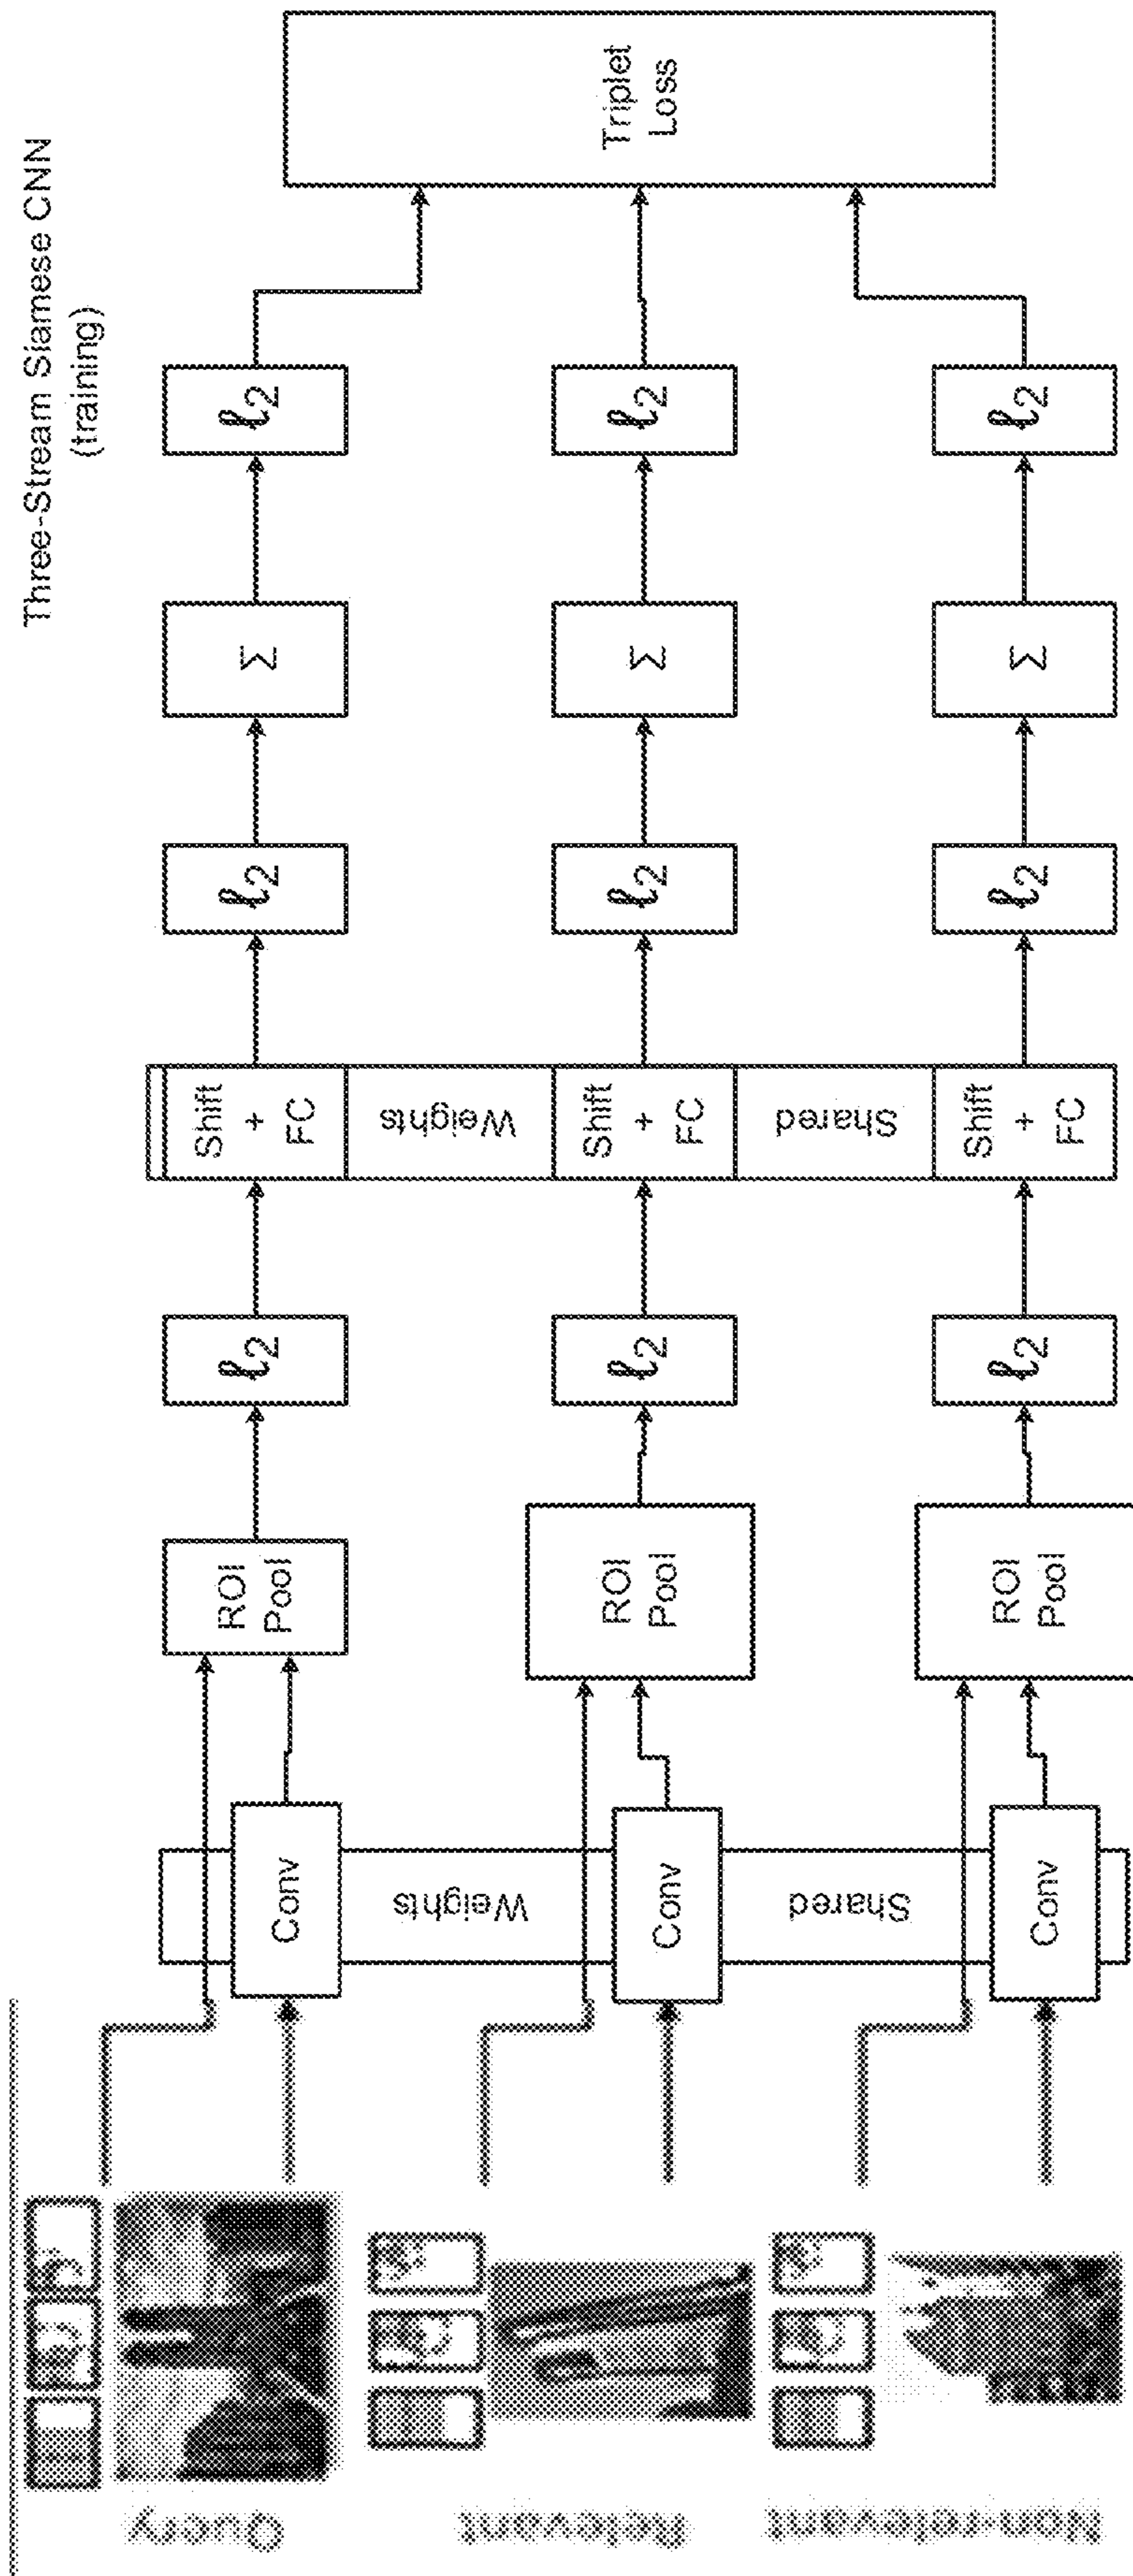 Three-Stream Siamese CNN
(training)
Query
Conv
ROI
Pool
ℓ2
Shift
+
FC
ℓ2
Σ
ℓ2
Weights
Weights
Relevant
Conv
ROI
Pool
ℓ2
Shift
+
FC
ℓ2
Σ
ℓ2
Triplet
Loss
Shared
Shared
Non-relevant
Conv
ROI
Pool
ℓ2
Shift
+
FC
ℓ2
Σ
ℓ2